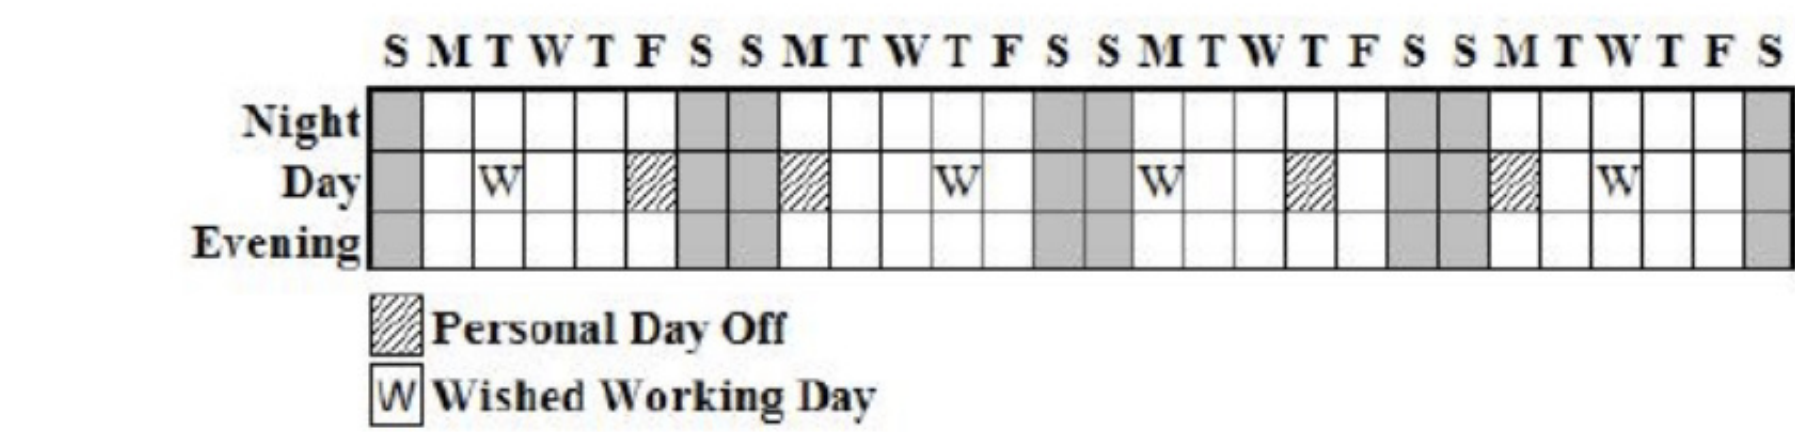 S M T W T F S S M T W T F S S M T W T F S S M T W T F S
Night
Day W W W W
Evening
Personal Day Off
W Wished Working Day